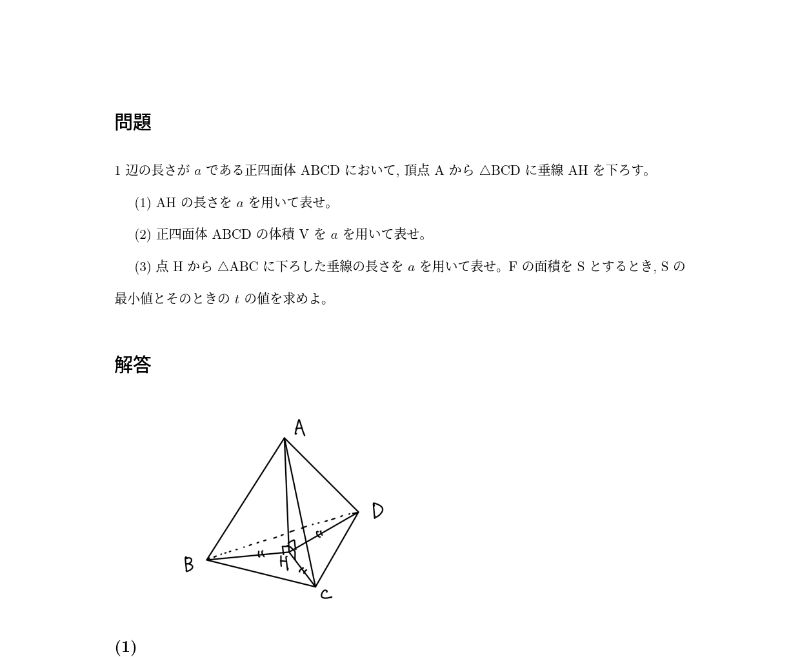 問題
1 辺の長さが a である正四面体 ABCD において, 頂点 A から △BCD に垂線 AH を下ろす。
(1) AH の長さを a を用いて表せ。
(2) 正四面体 ABCD の体積 V を a を用いて表せ。
(3) 点 H から △ABC に下ろした垂線の長さを a を用いて表せ。F の面積を S とするとき, S の
最小値とそのときの t の値を求めよ。
解答
A
D
B
H
C
(1)